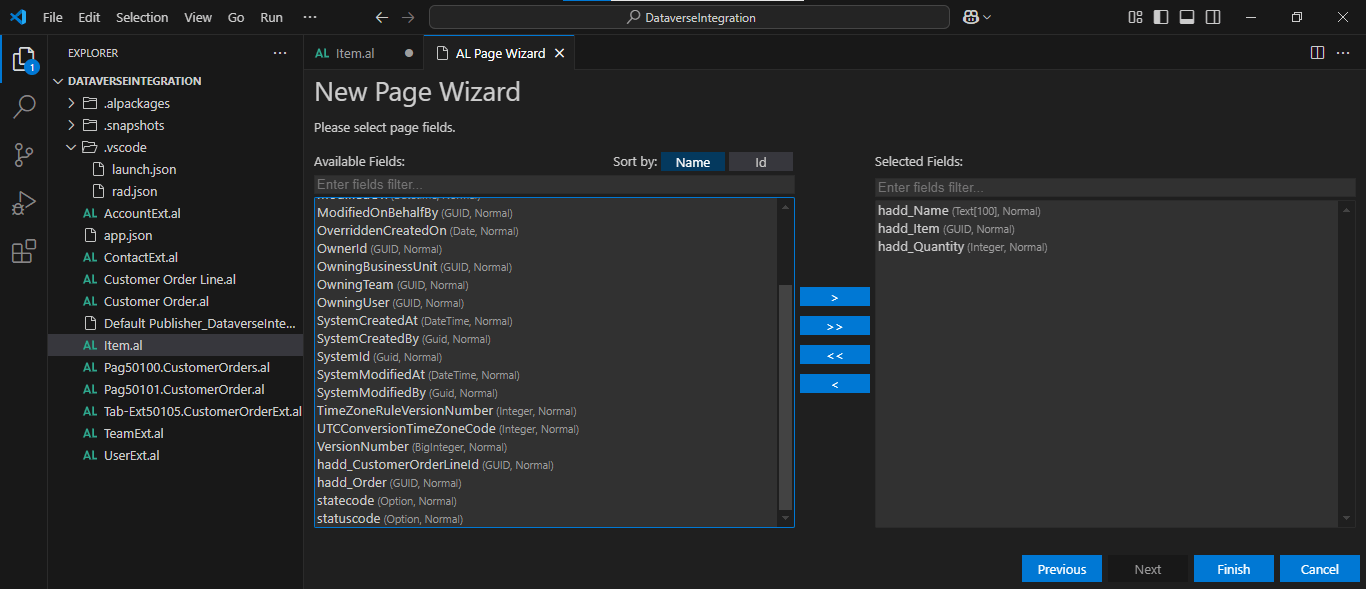 File Edit Selection View Go Run ··· DataverseIntegration
EXPLORER ···
DATAVERSEINTEGRATION
.alpackages
.snapshots
.vscode
launch.json
rad.json
AL AccountExt.al
app.json
AL ContactExt.al
AL Customer Order Line.al
AL Customer Order.al
Default Publisher_DataverseInte...
AL Item.al
AL Pag50100.CustomerOrders.al
AL Pag50101.CustomerOrder.al
AL Tab-Ext50105.CustomerOrderExt.al
AL TeamExt.al
AL UserExt.al
1
AL Item.al AL Page Wizard
New Page Wizard
Please select page fields.
Available Fields: Sort by: Name Id
Enter fields filter...
ModifiedOnBehalfBy (GUID, Normal)
OverriddenCreatedOn (Date, Normal)
OwnerId (GUID, Normal)
OwningBusinessUnit (GUID, Normal)
OwningTeam (GUID, Normal)
OwningUser (GUID, Normal)
SystemCreatedAt (DateTime, Normal)
SystemCreatedBy (Guid, Normal)
SystemId (Guid, Normal)
SystemModifiedAt (DateTime, Normal)
SystemModifiedBy (Guid, Normal)
TimeZoneRuleVersionNumber (Integer, Normal)
UTCConversionTimeZoneCode (Integer, Normal)
VersionNumber (BigInteger, Normal)
hadd_CustomerOrderLineId (GUID, Normal)
hadd_Order (GUID, Normal)
statecode (Option, Normal)
statuscode (Option, Normal)
>
>>
<<
<
Selected Fields:
Enter fields filter...
hadd_Name (Text[100], Normal)
hadd_Item (GUID, Normal)
hadd_Quantity (Integer, Normal)
Previous Next Finish Cancel